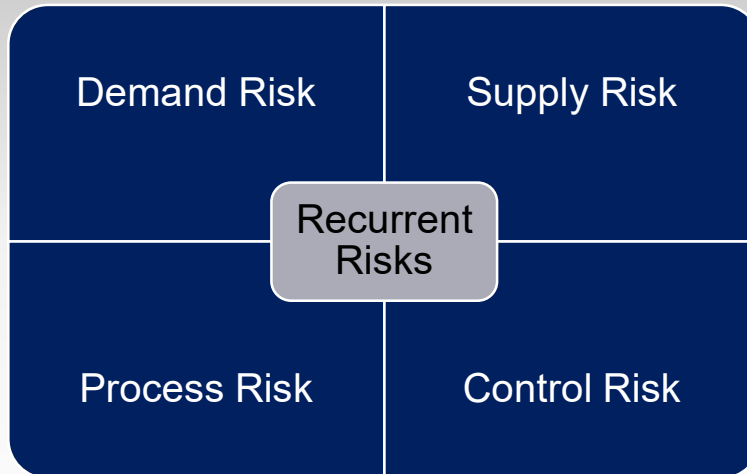 Demand Risk
Supply Risk
Recurrent
Risks
Process Risk
Control Risk